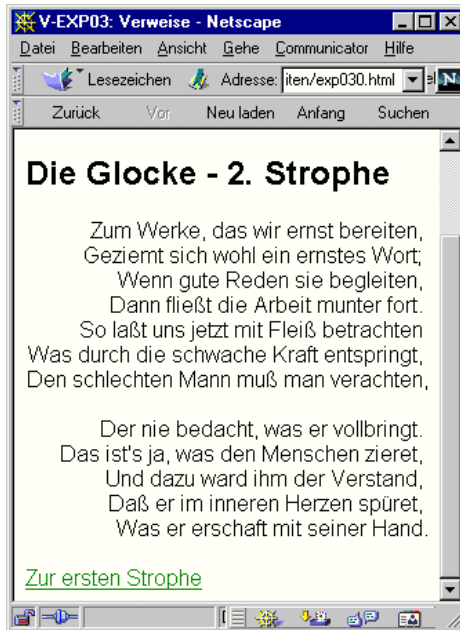 V-EXP03: Verweise - Netscape
Datei Bearbeiten Ansicht Gehe Communicator Hilfe
Lesezeichen Adresse: iten/exp030.html el N
Zurück Vor Neu laden Anfang Suchen
Die Glocke - 2. Strophe
Zum Werke, das wir ernst bereiten,
Geziemt sich wohl ein ernstes Wort;
Wenn gute Reden sie begleiten,
Dann fließt die Arbeit munter fort.
So laßt uns jetzt mit Fleiß betrachten
Was durch die schwache Kraft entspringt,
Den schlechten Mann muß man verachten,
Der nie bedacht, was er vollbringt.
Das ist's ja, was den Menschen zieret,
Und dazu ward ihm der Verstand,
Daß er im inneren Herzen spüret,
Was er erschaft mit seiner Hand.
Zur ersten Strophe